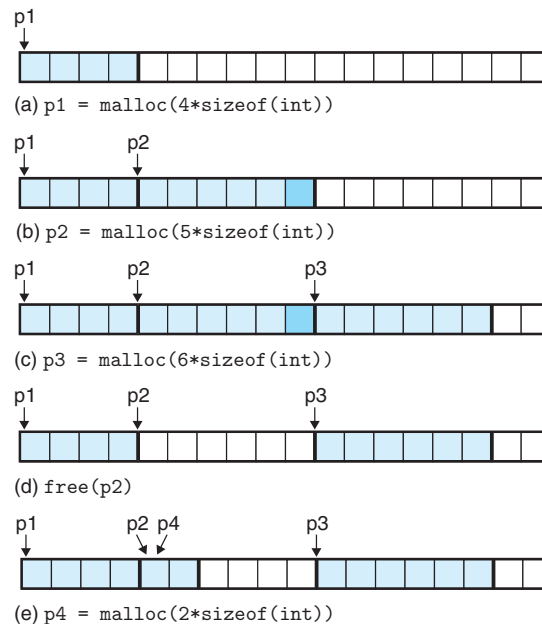 p1
(a) p1 = malloc(4*sizeof(int))
p1 p2
(b) p2 = malloc(5*sizeof(int))
p1 p2 p3
(c) p3 = malloc(6*sizeof(int))
p1 p2 p3
(d) free(p2)
p1 p2 p4 p3
(e) p4 = malloc(2*sizeof(int))